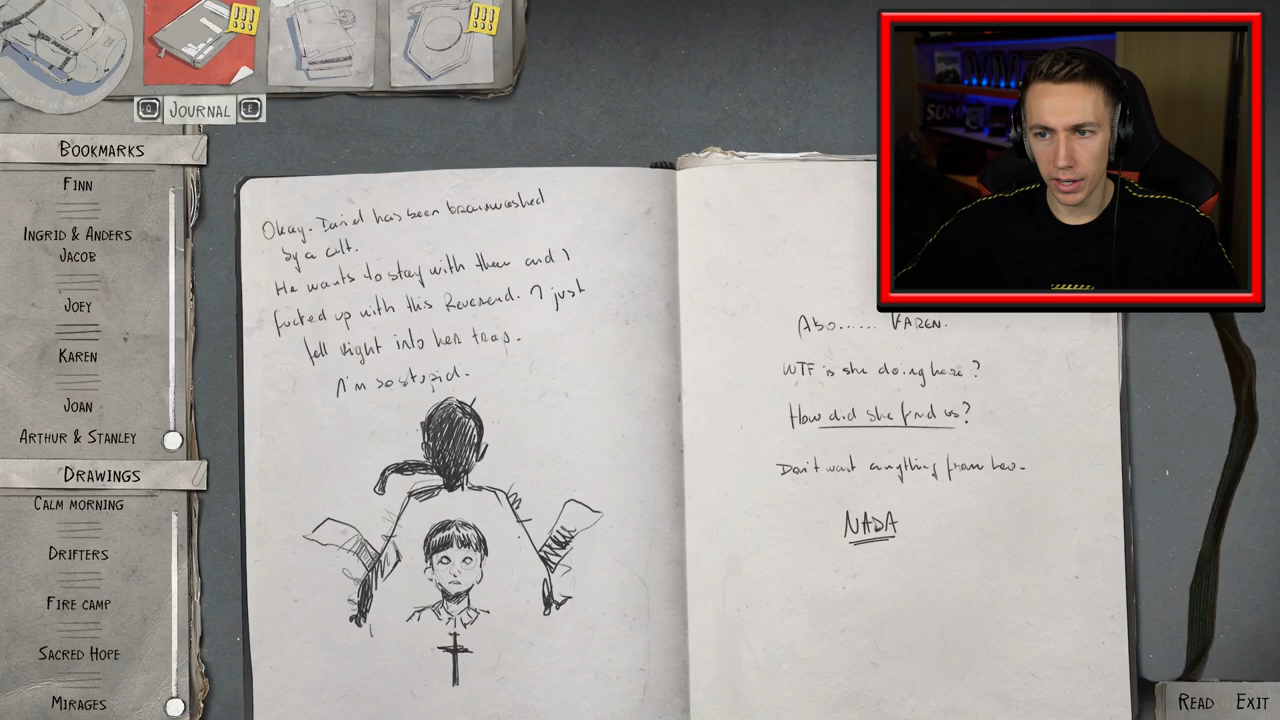 Q
JOURNAL
E
BOOKMARKS
FINN
INGRID & ANDERS
JACOB
JOEY
KAREN
JOAN
ARTHUR & STANLEY
DRAWINGS
CALM MORNING
DRIFTERS
FIRE CAMP
SACRED HOPE
MIRAGES
Okay. Daniel has been brainwashed
by a cult.
He wants to stay with them and I
fucked up with this Reverend. I just
fell right into her trap.
I'm so stupid.
Also...... KAREN.
WTF is she doing here?
How did she find us?
Don't want anything from her.
NADA
READ
EXIT